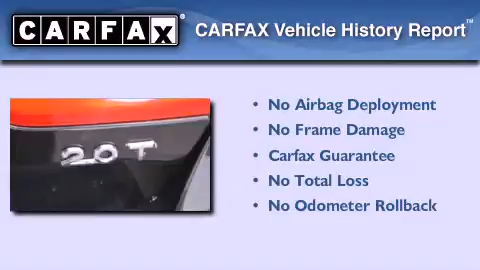 CARFAX® CARFAX Vehicle History Report™
2.0T
• No Airbag Deployment
• No Frame Damage
• Carfax Guarantee
• No Total Loss
• No Odometer Rollback